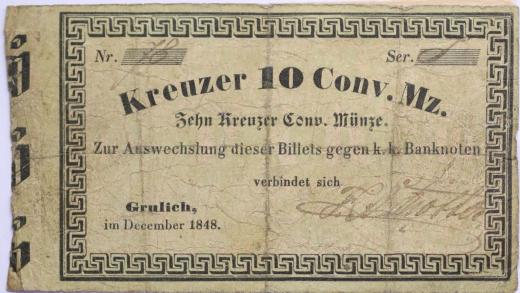 Nr. 78 Ser.
Kreuzer 10 Conv. Mz.
Zehn Kreuzer Conv. Münze.
Zur Auswechslung dieser Billets gegen k. k. Banknoten
verbindet sich
Grulich,
im December 1848.